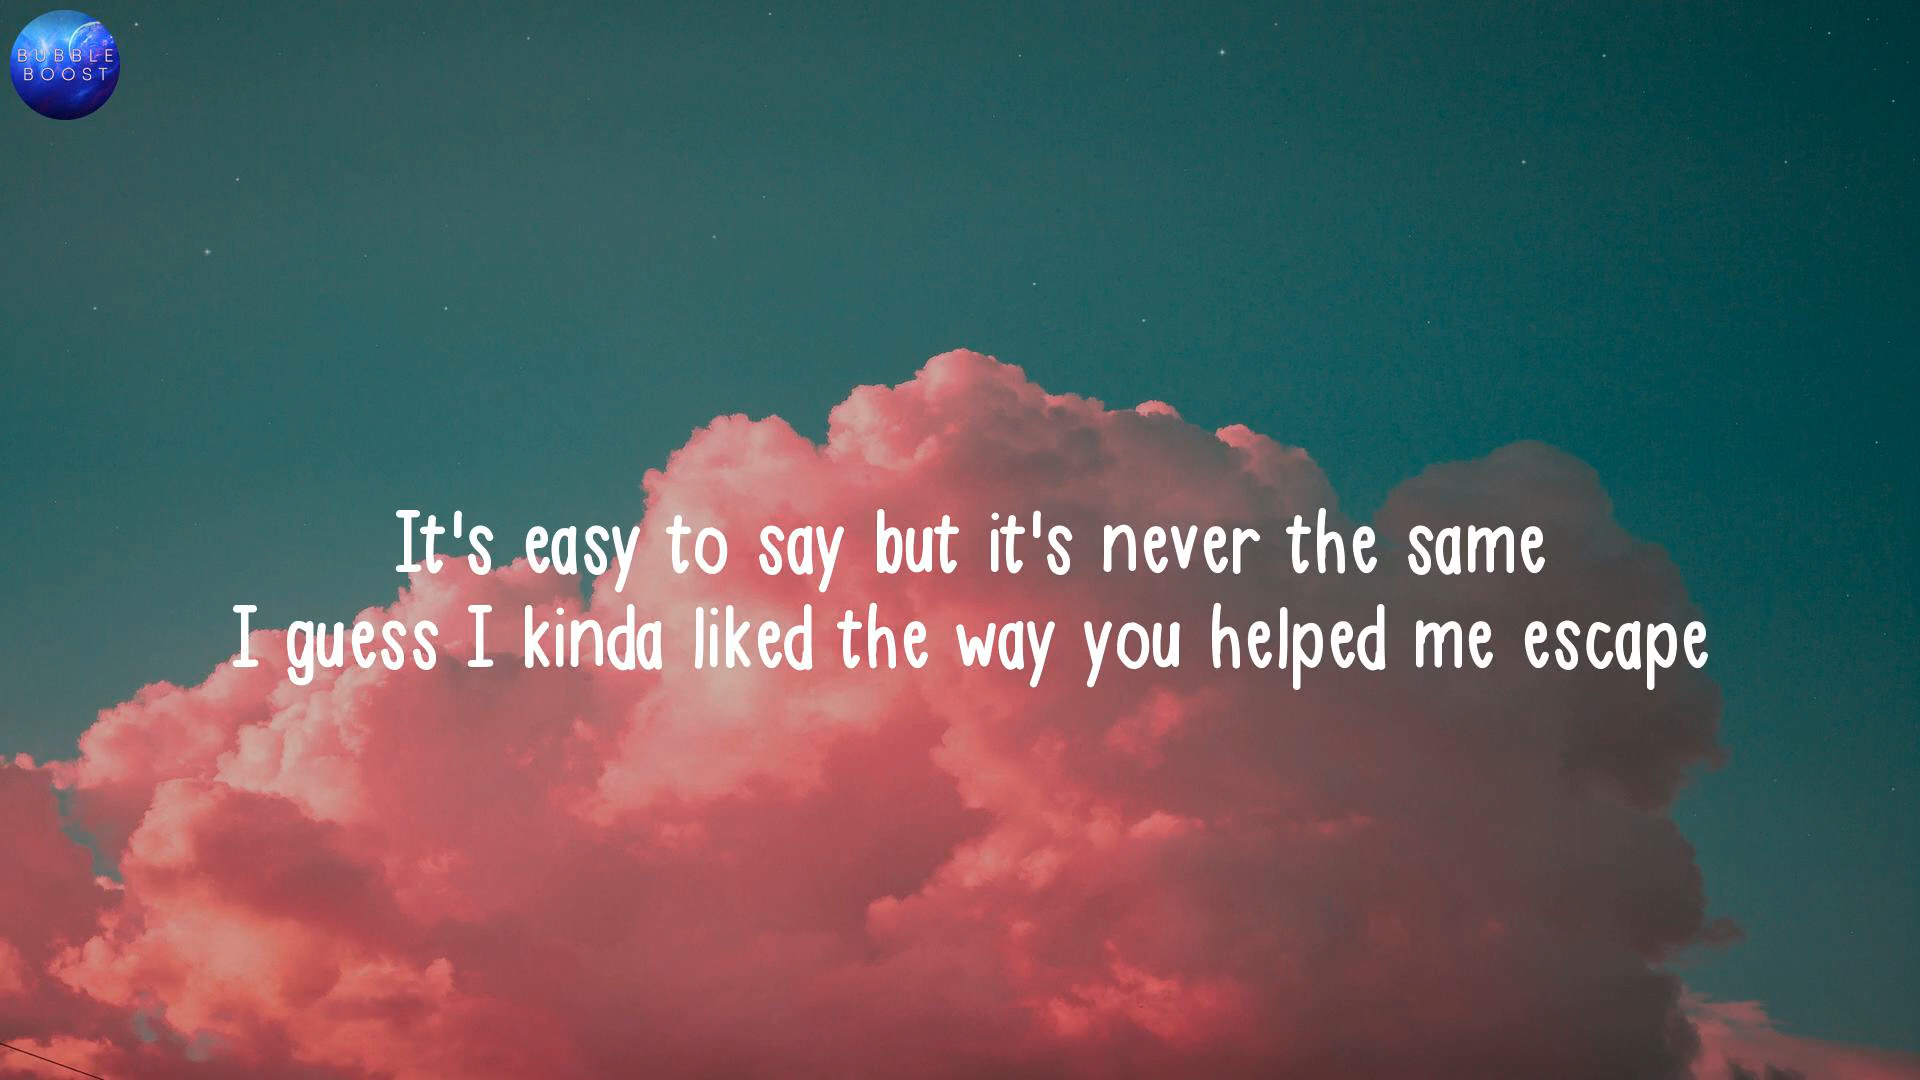 BUBBLE
BOOST
It's easy to say but it's never the same
I guess I kinda liked the way you helped me escape